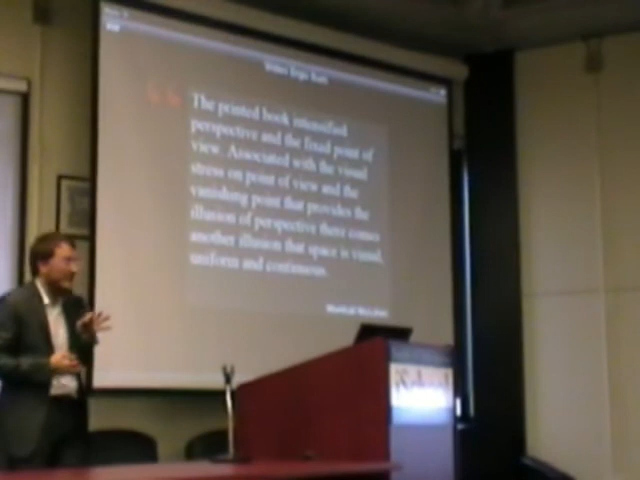 The printed book intensified
perspective and the fixed point of
view. Associated with the visual
stress on point of view and the
vanishing point that provides the
illusion of perspective there comes
another illusion that space is visual,
uniform and continuous.
iSchool